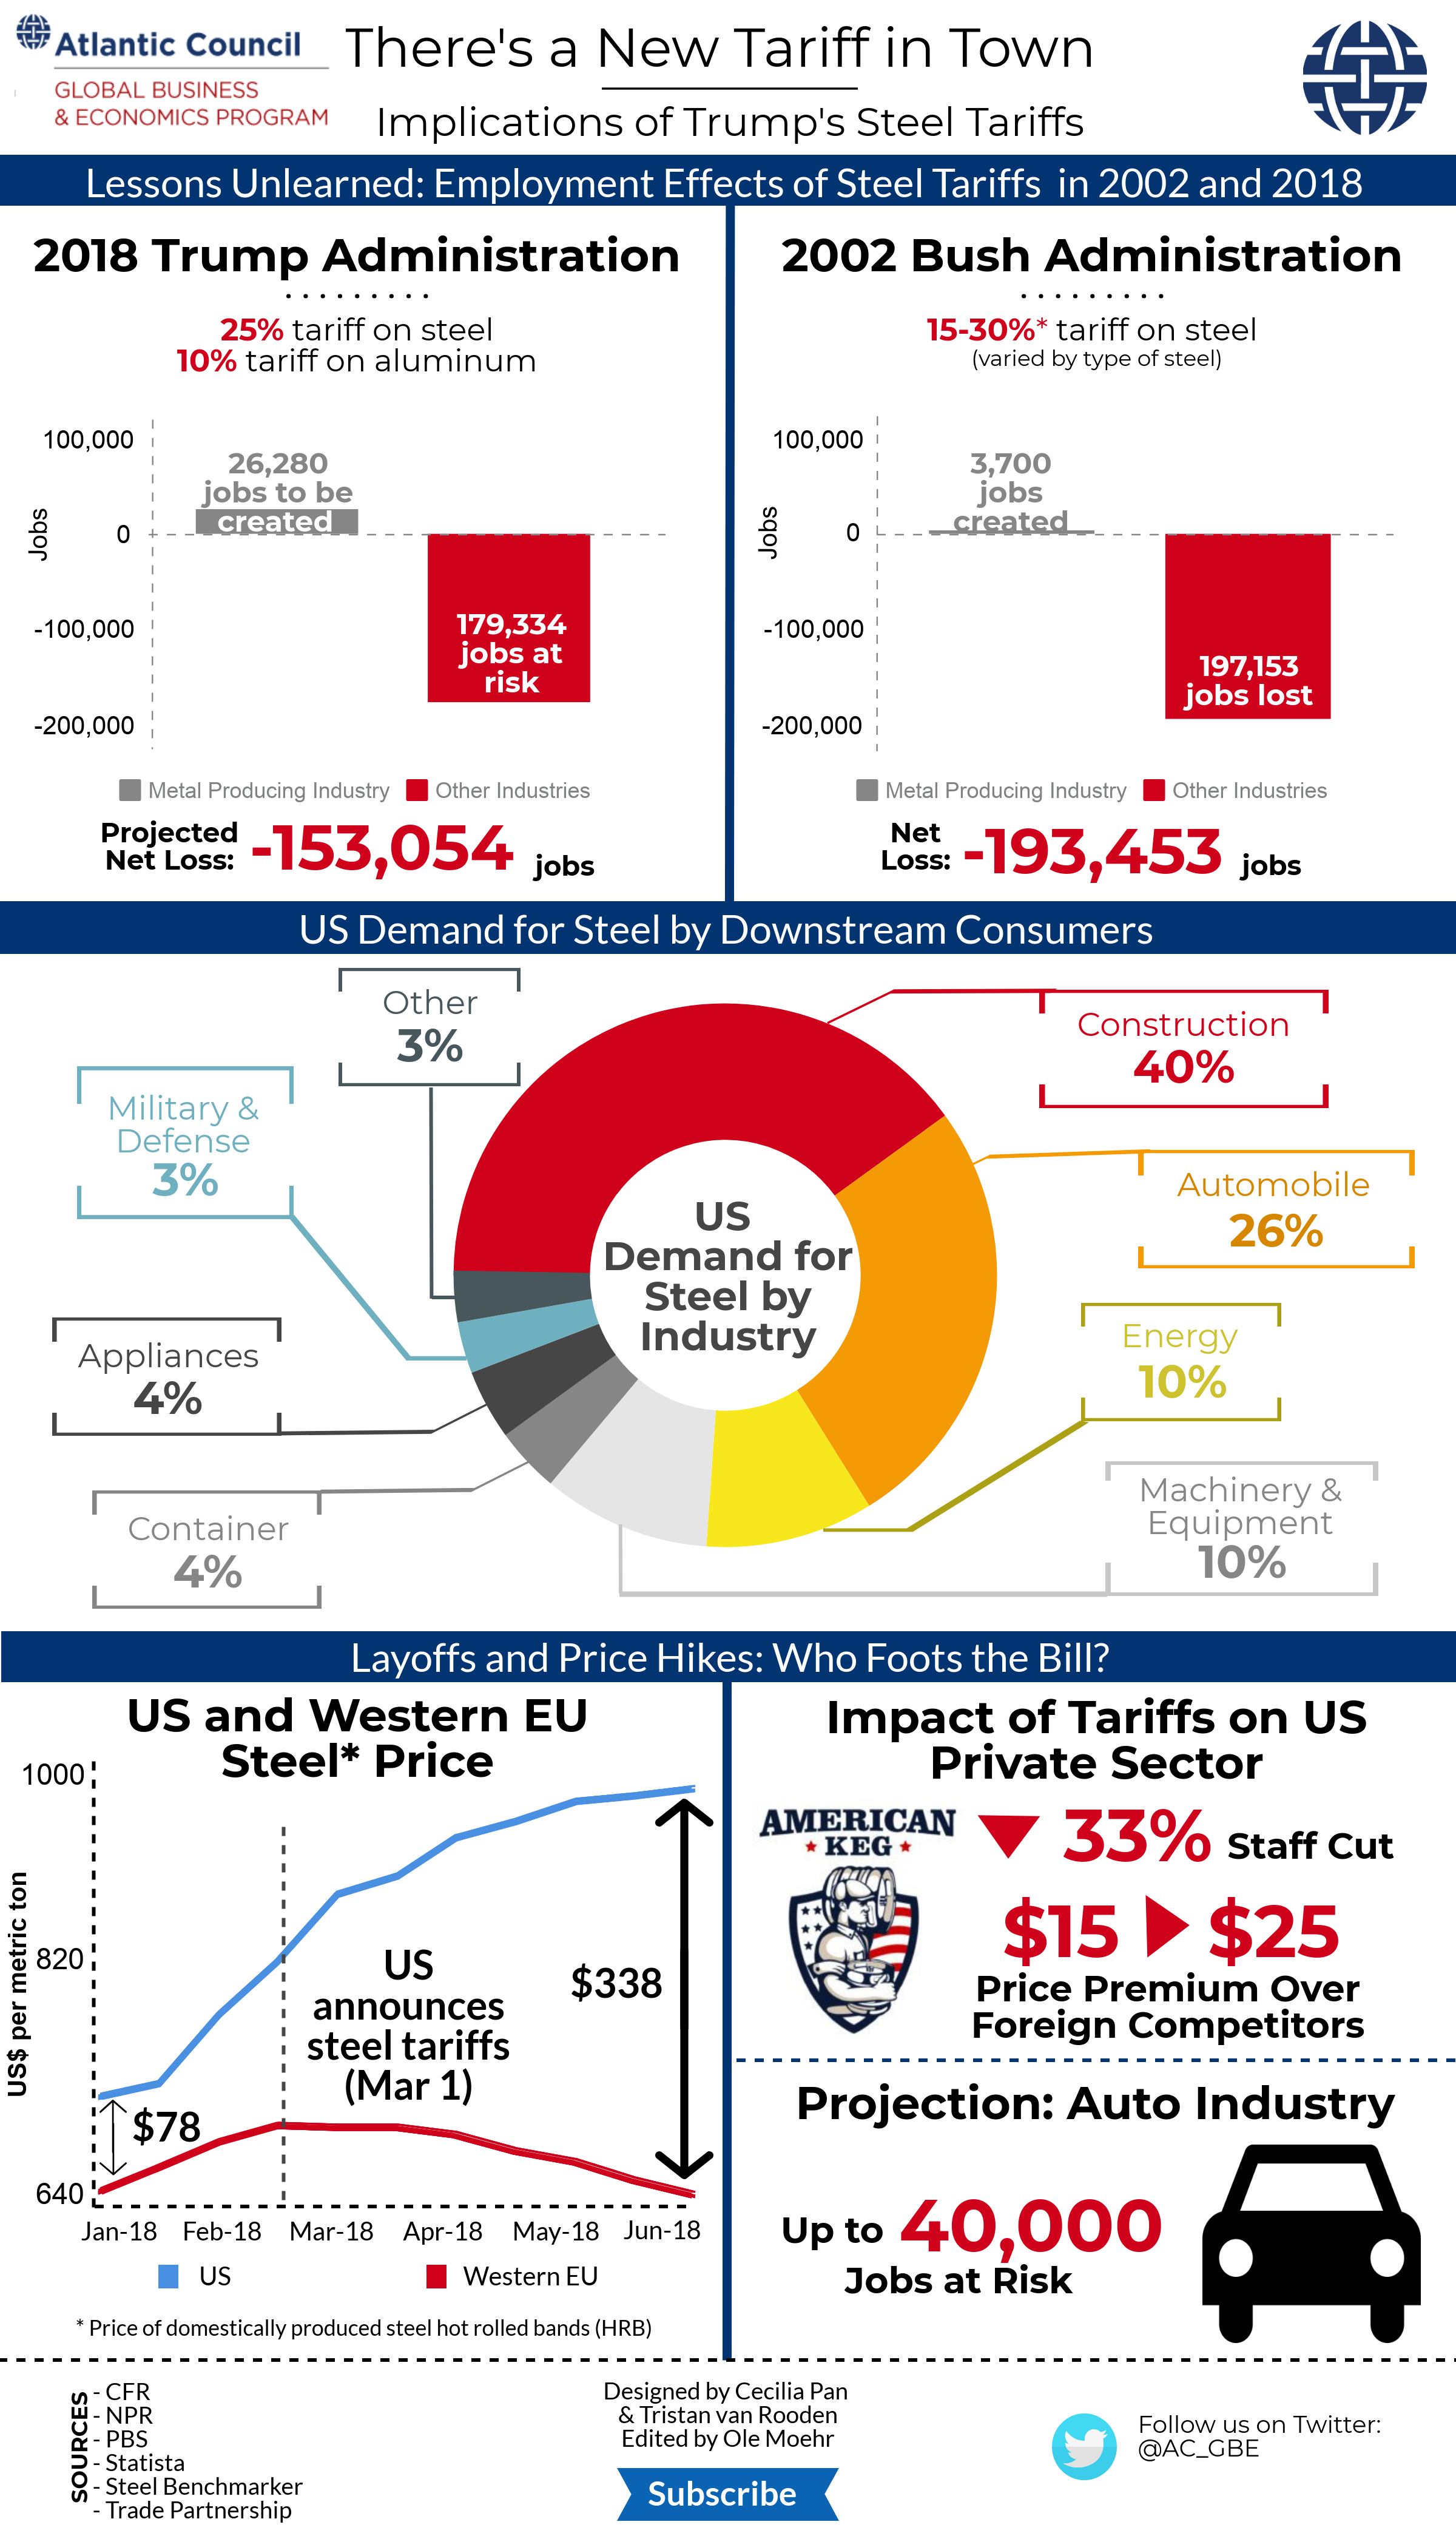 Atlantic Council
GLOBAL BUSINESS
& ECONOMICS PROGRAM
There's a New Tariff in Town
Implications of Trump's Steel Tariffs
Lessons Unlearned: Employment Effects of Steel Tariffs in 2002 and 2018
2018 Trump Administration
25% tariff on steel
10% tariff on aluminum
Jobs
100,000
0
-100,000
-200,000
26,280
jobs to be
created
179,334
jobs at
risk
Metal Producing Industry
Other Industries
Projected
Net Loss:
-153,054 jobs
2002 Bush Administration
15-30%* tariff on steel
(varied by type of steel)
Jobs
100,000
0
-100,000
-200,000
3,700
jobs
created
197,153
jobs lost
Metal Producing Industry
Other Industries
Net
Loss:
-193,453 jobs
US Demand for Steel by Downstream Consumers
Other
3%
Construction
40%
Military &
Defense
3%
Automobile
26%
US
Demand for
Steel by
Industry
Appliances
4%
Energy
10%
Container
4%
Machinery &
Equipment
10%
Layoffs and Price Hikes: Who Foots the Bill?
US and Western EU
Steel* Price
US$ per metric ton
1000
820
640
US
announces
steel tariffs
(Mar 1)
$338
$78
Jan-18
Feb-18
Mar-18
Apr-18
May-18
Jun-18
US
Western EU
* Price of domestically produced steel hot rolled bands (HRB)
Impact of Tariffs on US
Private Sector
AMERICAN
KEG
33% Staff Cut
$15 $25
Price Premium Over
Foreign Competitors
Projection: Auto Industry
Up to 40,000
Jobs at Risk
SOURCES
- CFR
- NPR
- PBS
- Statista
- Steel Benchmarker
- Trade Partnership
Designed by Cecilia Pan
& Tristan van Rooden
Edited by Ole Moehr
Subscribe
Follow us on Twitter:
@AC_GBE